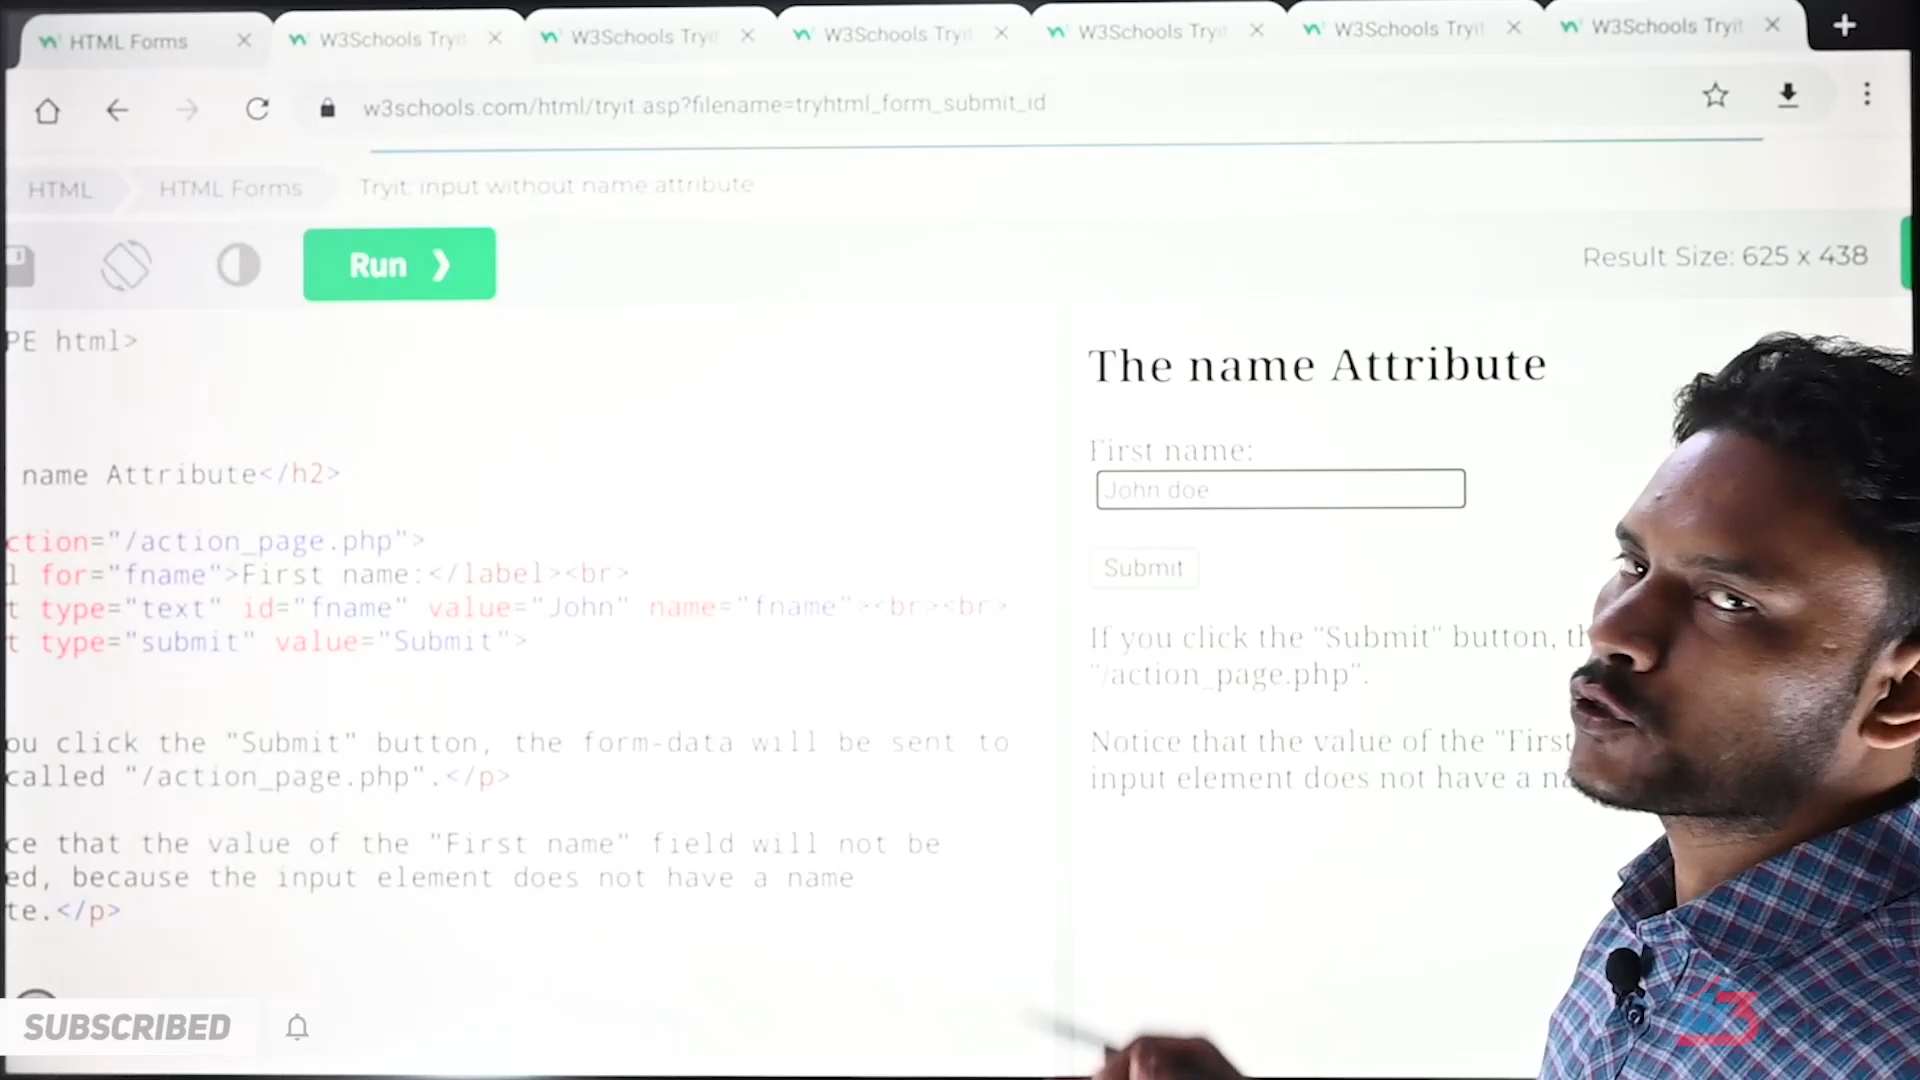 HTML Forms
W3Schools Tryit
W3Schools Tryit
W3Schools Tryit
W3Schools Tryit
W3Schools Tryit
W3Schools Tryit
w3schools.com/html/tryit.asp?filename=tryhtml_form_submit_id
HTML
HTML Forms
Tryit: input without name attribute
Run ❯
Result Size: 625 x 438
PE html>
name Attribute</h2>
ction="/action_page.php">
l for="fname">First name:</label><br>
t type="text" id="fname" value="John" name="fname"><br><br>
t type="submit" value="Submit">
ou click the "Submit" button, the form-data will be sent to
called "/action_page.php".</p>
ce that the value of the "First name" field will not be
ed, because the input element does not have a name
te.</p>
The name Attribute
First name:
John doe
Submit
If you click the "Submit" button, th
"/action_page.php".
Notice that the value of the "First
input element does not have a na
SUBSCRIBED
3